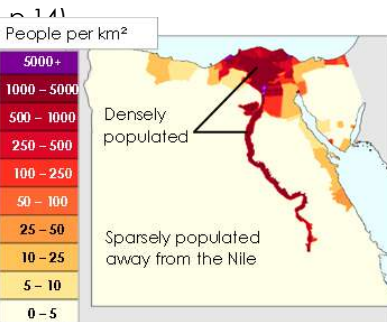 p 14)
People per km²
5000+
1000 – 5000
500 – 1000
250 – 500
100 – 250
50 – 100
25 – 50
10 – 25
5 – 10
0 – 5
Densely
populated
Sparsely populated
away from the Nile